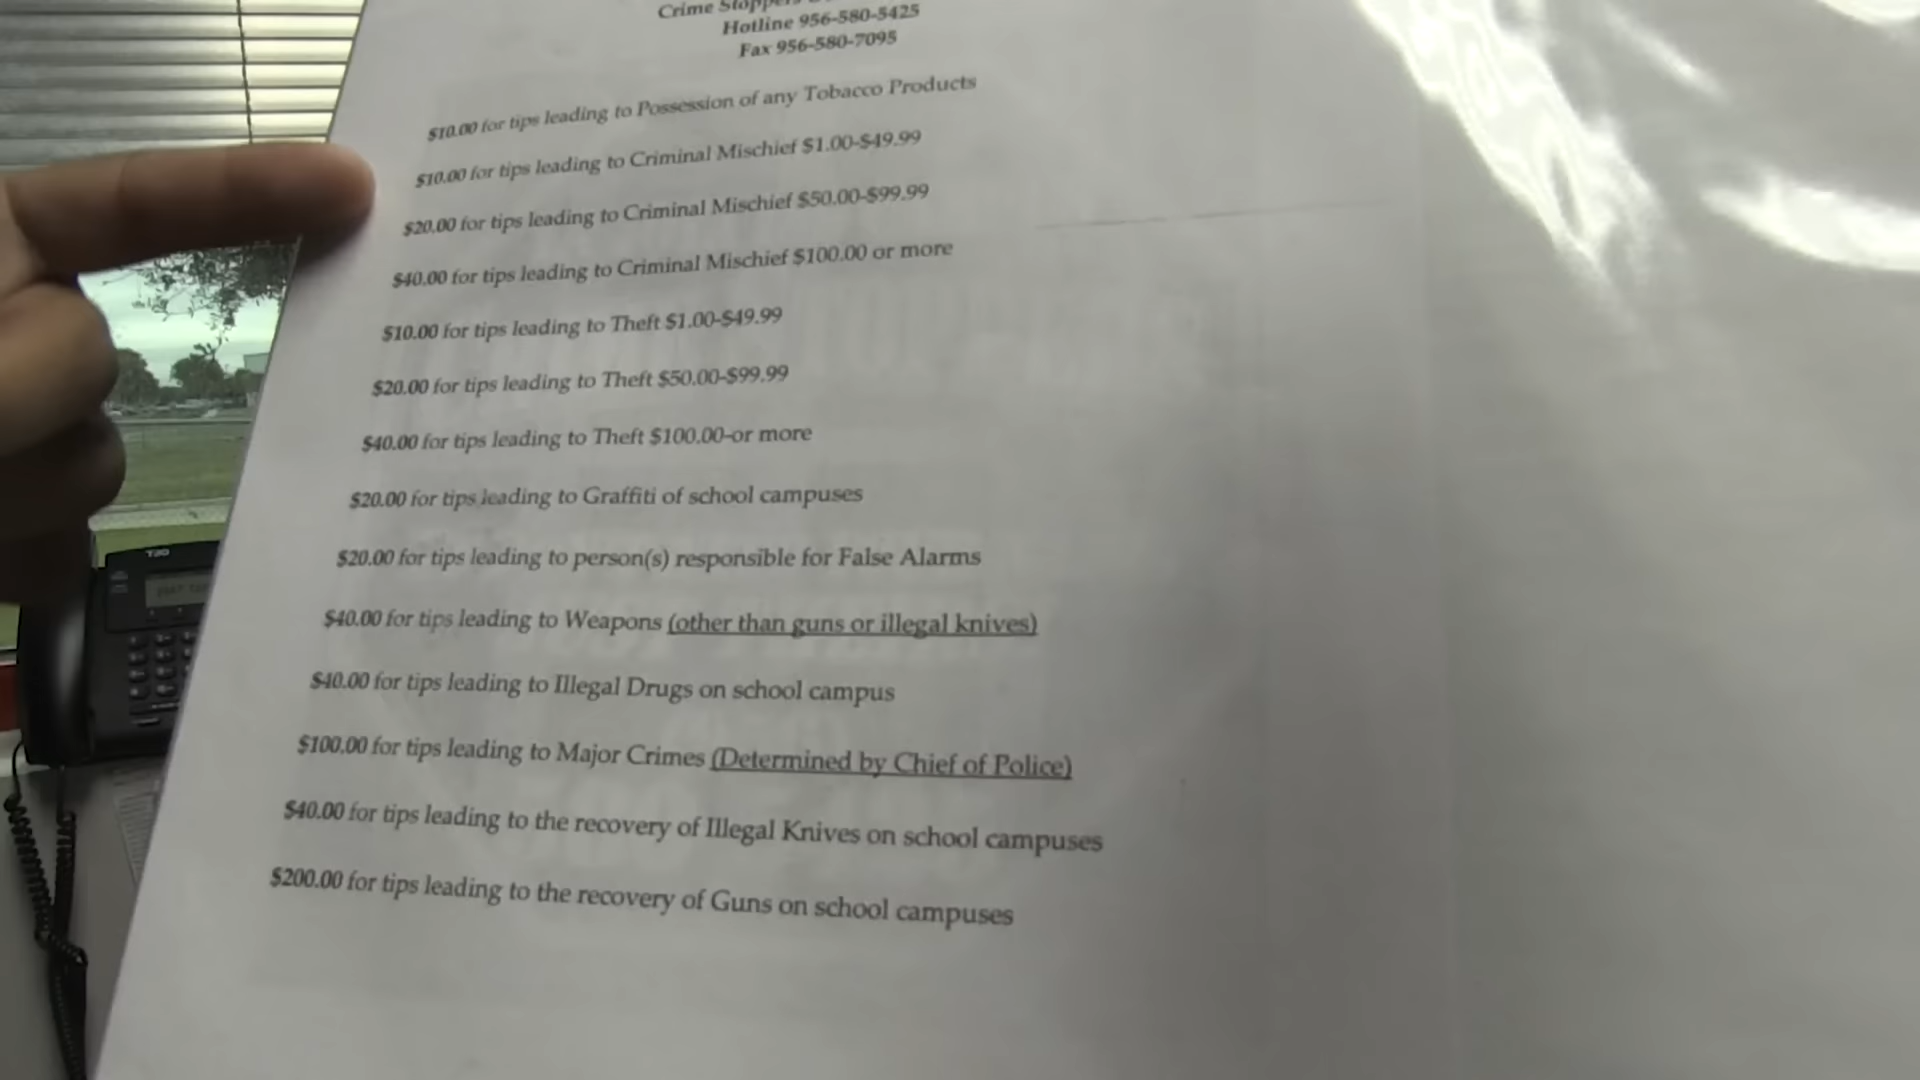 Crime Stoppers
Hotline 956-580-5425
Fax 956-580-7095
$10.00 for tips leading to Possession of any Tobacco Products
$10.00 for tips leading to Criminal Mischief $1.00-$49.99
$20.00 for tips leading to Criminal Mischief $50.00-$99.99
$40.00 for tips leading to Criminal Mischief $100.00 or more
$10.00 for tips leading to Theft $1.00-$49.99
$20.00 for tips leading to Theft $50.00-$99.99
$40.00 for tips leading to Theft $100.00-or more
$20.00 for tips leading to Graffiti of school campuses
$20.00 for tips leading to person(s) responsible for False Alarms
$40.00 for tips leading to Weapons (other than guns or illegal knives)
$40.00 for tips leading to Illegal Drugs on school campus
$100.00 for tips leading to Major Crimes (Determined by Chief of Police)
$40.00 for tips leading to the recovery of Illegal Knives on school campuses
$200.00 for tips leading to the recovery of Guns on school campuses